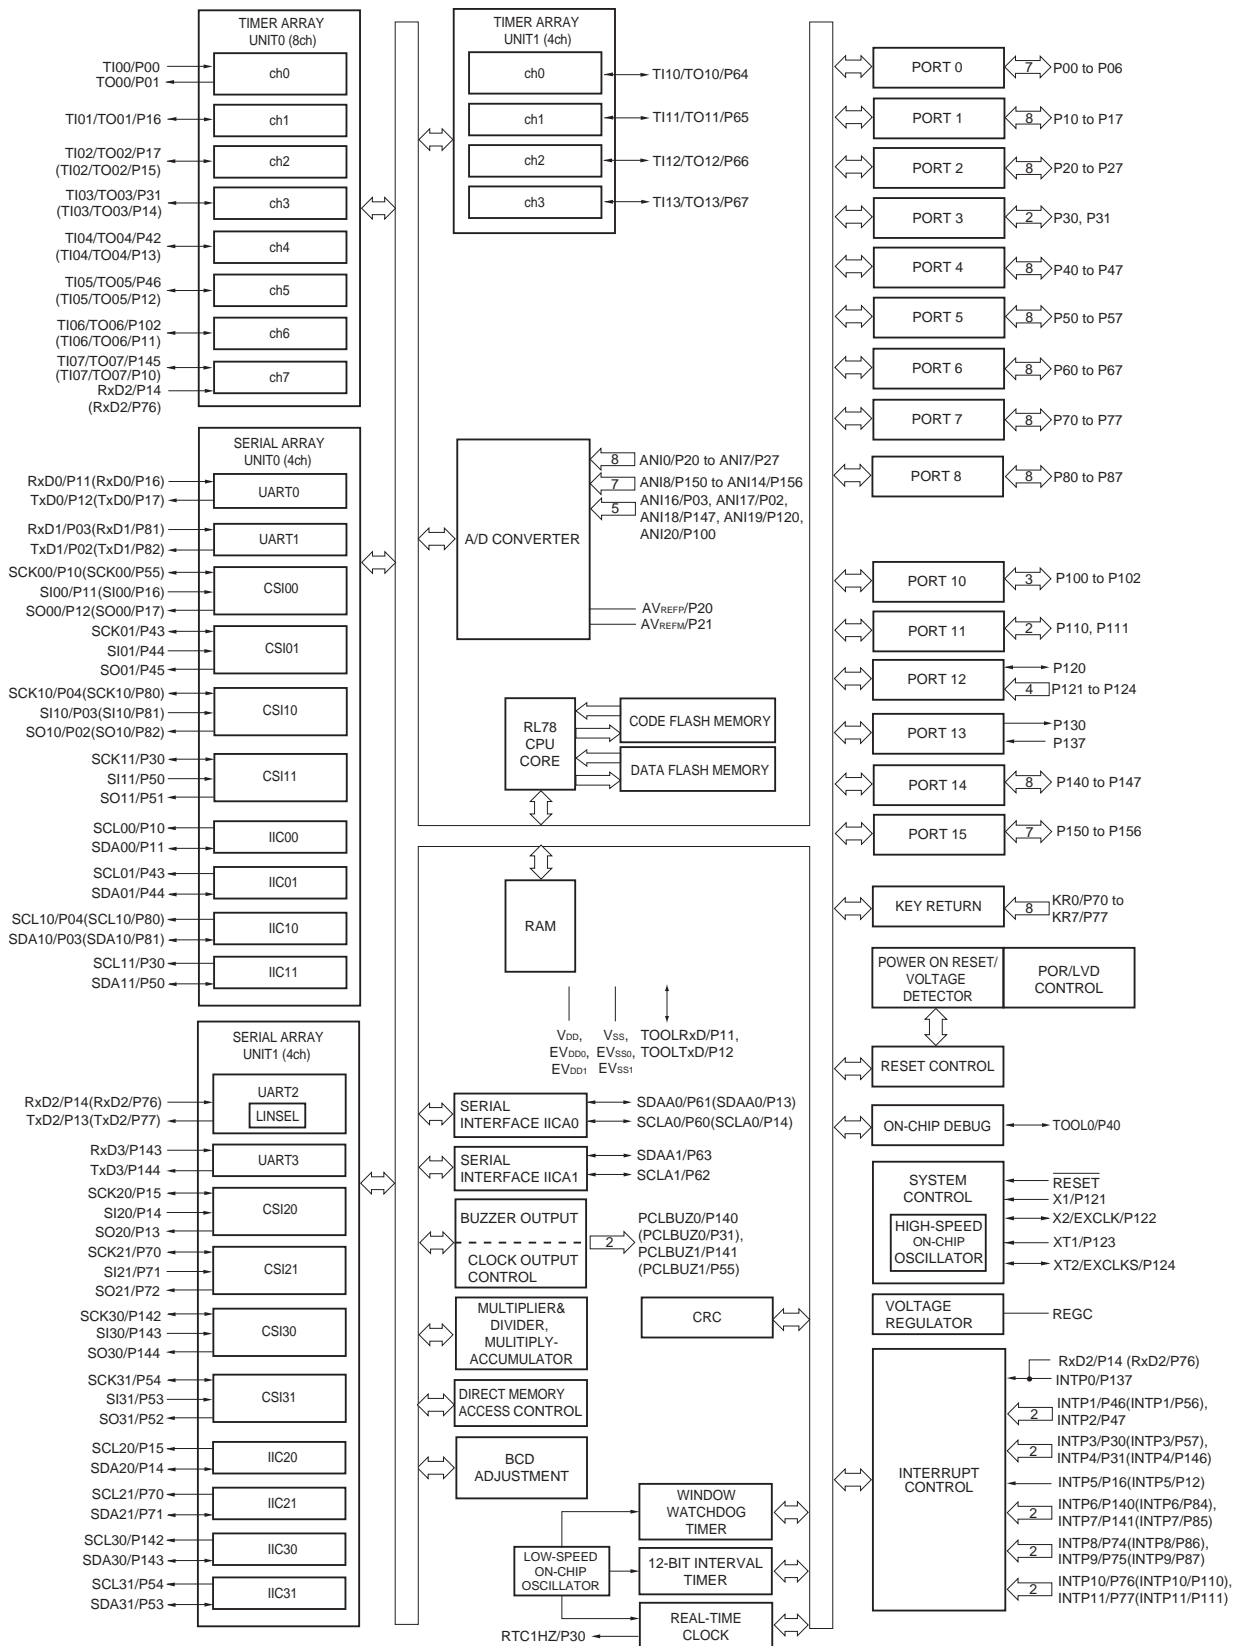 TIMER ARRAY
UNIT0 (8ch)
TI00/P00
TO00/P01
ch0
TI01/TO01/P16
ch1
TI02/TO02/P17
(TI02/TO02/P15)
ch2
TI03/TO03/P31
(TI03/TO03/P14)
ch3
TI04/TO04/P42
(TI04/TO04/P13)
ch4
TI05/TO05/P46
(TI05/TO05/P12)
ch5
TI06/TO06/P102
(TI06/TO06/P11)
ch6
TI07/TO07/P145
(TI07/TO07/P10)
RxD2/P14
(RxD2/P76)
ch7
SERIAL ARRAY
UNIT0 (4ch)
RxD0/P11(RxD0/P16)
TxD0/P12(TxD0/P17)
UART0
RxD1/P03(RxD1/P81)
TxD1/P02(TxD1/P82)
UART1
SCK00/P10(SCK00/P55)
SI00/P11(SI00/P16)
SO00/P12(SO00/P17)
CSI00
SCK01/P43
SI01/P44
SO01/P45
CSI01
SCK10/P04(SCK10/P80)
SI10/P03(SI10/P81)
SO10/P02(SO10/P82)
CSI10
SCK11/P30
SI11/P50
SO11/P51
CSI11
SCL00/P10
SDA00/P11
IIC00
SCL01/P43
SDA01/P44
IIC01
SCL10/P04(SCL10/P80)
SDA10/P03(SDA10/P81)
IIC10
SCL11/P30
SDA11/P50
IIC11
SERIAL ARRAY
UNIT1 (4ch)
RxD2/P14(RxD2/P76)
TxD2/P13(TxD2/P77)
UART2
LINSEL
RxD3/P143
TxD3/P144
UART3
SCK20/P15
SI20/P14
SO20/P13
CSI20
SCK21/P70
SI21/P71
SO21/P72
CSI21
SCK30/P142
SI30/P143
SO30/P144
CSI30
SCK31/P54
SI31/P53
SO31/P52
CSI31
SCL20/P15
SDA20/P14
IIC20
SCL21/P70
SDA21/P71
IIC21
SCL30/P142
SDA30/P143
IIC30
SCL31/P54
SDA31/P53
IIC31
TIMER ARRAY
UNIT1 (4ch)
ch0
TI10/TO10/P64
ch1
TI11/TO11/P65
ch2
TI12/TO12/P66
ch3
TI13/TO13/P67
A/D CONVERTER
8
ANI0/P20 to ANI7/P27
7
ANI8/P150 to ANI14/P156
5
ANI16/P03, ANI17/P02,
ANI18/P147, ANI19/P120,
ANI20/P100
AVREFP/P20
AVREFM/P21
RL78
CPU
CORE
CODE FLASH MEMORY
DATA FLASH MEMORY
RAM
VDD,
EVDD0,
EVDD1
VSS,
EVSS0,
EVSS1
TOOLRxD/P11,
TOOLTxD/P12
SERIAL
INTERFACE IICA0
SDAA0/P61(SDAA0/P13)
SCLA0/P60(SCLA0/P14)
SERIAL
INTERFACE IICA1
SDAA1/P63
SCLA1/P62
BUZZER OUTPUT
CLOCK OUTPUT
CONTROL
2
PCLBUZ0/P140
(PCLBUZ0/P31),
PCLBUZ1/P141
(PCLBUZ1/P55)
MULTIPLIER&
DIVIDER,
MULITIPLY-
ACCUMULATOR
CRC
DIRECT MEMORY
ACCESS CONTROL
BCD
ADJUSTMENT
WINDOW
WATCHDOG
TIMER
LOW-SPEED
ON-CHIP
OSCILLATOR
12-BIT INTERVAL
TIMER
RTC1HZ/P30
REAL-TIME
CLOCK
PORT 0
7
P00 to P06
PORT 1
8
P10 to P17
PORT 2
8
P20 to P27
PORT 3
2
P30, P31
PORT 4
8
P40 to P47
PORT 5
8
P50 to P57
PORT 6
8
P60 to P67
PORT 7
8
P70 to P77
PORT 8
8
P80 to P87
PORT 10
3
P100 to P102
PORT 11
2
P110, P111
PORT 12
P120
4
P121 to P124
PORT 13
P130
P137
PORT 14
8
P140 to P147
PORT 15
7
P150 to P156
KEY RETURN
8
KR0/P70 to
KR7/P77
POWER ON RESET/
VOLTAGE
DETECTOR
POR/LVD
CONTROL
RESET CONTROL
ON-CHIP DEBUG
TOOL0/P40
SYSTEM
CONTROL
HIGH-SPEED
ON-CHIP
OSCILLATOR
RESET
X1/P121
X2/EXCLK/P122
XT1/P123
XT2/EXCLKS/P124
VOLTAGE
REGULATOR
REGC
INTERRUPT
CONTROL
RxD2/P14 (RxD2/P76)
INTP0/P137
2
INTP1/P46(INTP1/P56),
INTP2/P47
2
INTP3/P30(INTP3/P57),
INTP4/P31(INTP4/P146)
INTP5/P16(INTP5/P12)
2
INTP6/P140(INTP6/P84),
INTP7/P141(INTP7/P85)
2
INTP8/P74(INTP8/P86),
INTP9/P75(INTP9/P87)
2
INTP10/P76(INTP10/P110),
INTP11/P77(INTP11/P111)